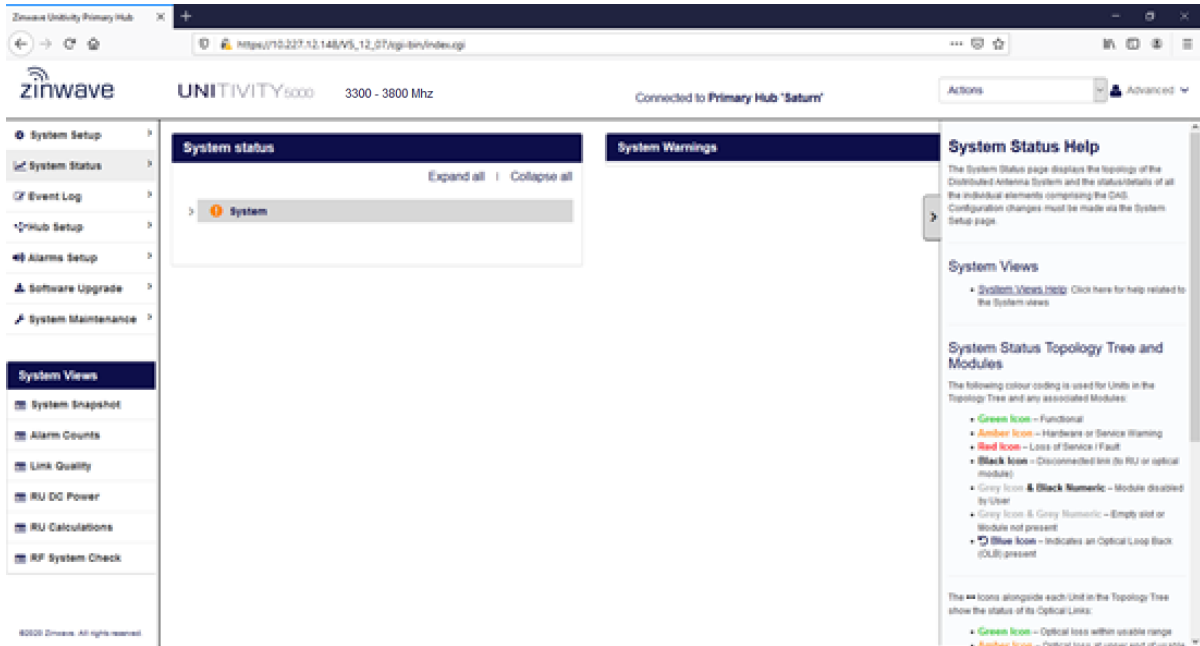 Zinwave Unitivity Primary Hub
https://10.227.12.148/V5_12_07/cgi-bin/index.cgi
zinwave
UNITIVITY5000
3300 - 3800 Mhz
Connected to Primary Hub 'Saturn'
Actions
Advanced
System Setup
System Status
Event Log
Hub Setup
Alarms Setup
Software Upgrade
System Maintenance
System Views
System Snapshot
Alarm Counts
Link Quality
RU DC Power
RU Calculations
RF System Check
©2020 Zinwave. All rights reserved.
System status
Expand all | Collapse all
System
System Warnings
System Status Help
The System Status page displays the topology of the
Distributed Antenna System and the status/details of all
the individual elements comprising the DAS.
Configuration changes must be made via the System
Setup page.
System Views
• System Views Help: Click here for help related to
the System views
System Status Topology Tree and
Modules
The following colour coding is used for Units in the
Topology Tree and any associated Modules:
• Green Icon – Functional
• Amber Icon – Hardware or Service Warning
• Red Icon – Loss of Service / Fault
• Black Icon – Disconnected link (to RU or optical
module)
• Grey Icon & Black Numeric – Module disabled
by User
• Grey Icon & Grey Numeric – Empty slot or
Module not present
• Blue Icon – Indicates an Optical Loop Back
(OLB) present
The icons alongside each Unit in the Topology Tree
show the status of its Optical Links:
• Green Icon – Optical loss within usable range
• Amber Icon – Optical loss at upper end of usable